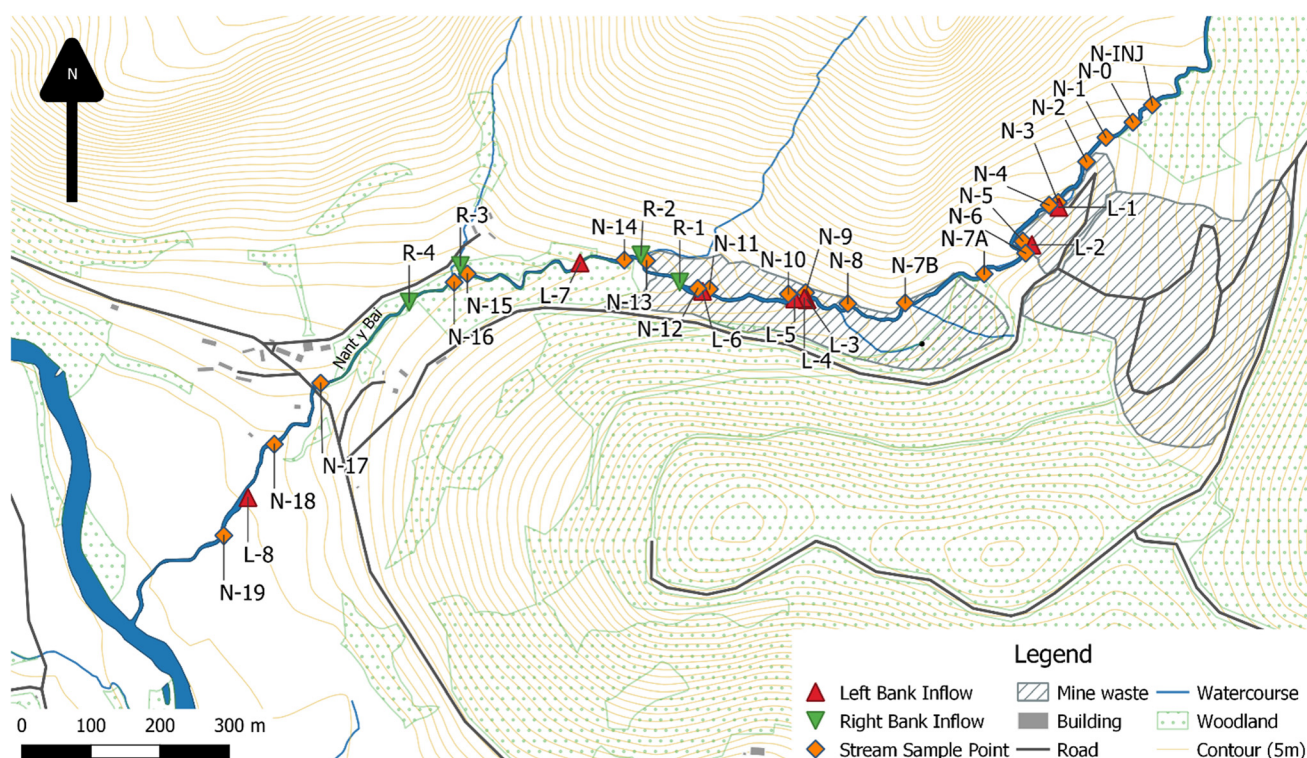 N
N-INJ
N-0
N-1
N-2
N-3
N-4
N-5
N-6
N-7A
L-1
L-2
R-3
R-4
N-14
R-2
R-1
N-11
N-10
N-9
N-8
N-7B
N-15
N-16
L-7
N-13
N-12
L-6
L-5
L-4
L-3
Nant y Bai
N-17
N-18
L-8
N-19
0 100 200 300 m
Legend
Left Bank Inflow
Right Bank Inflow
Stream Sample Point
Mine waste
Building
Road
Watercourse
Woodland
Contour (5m)